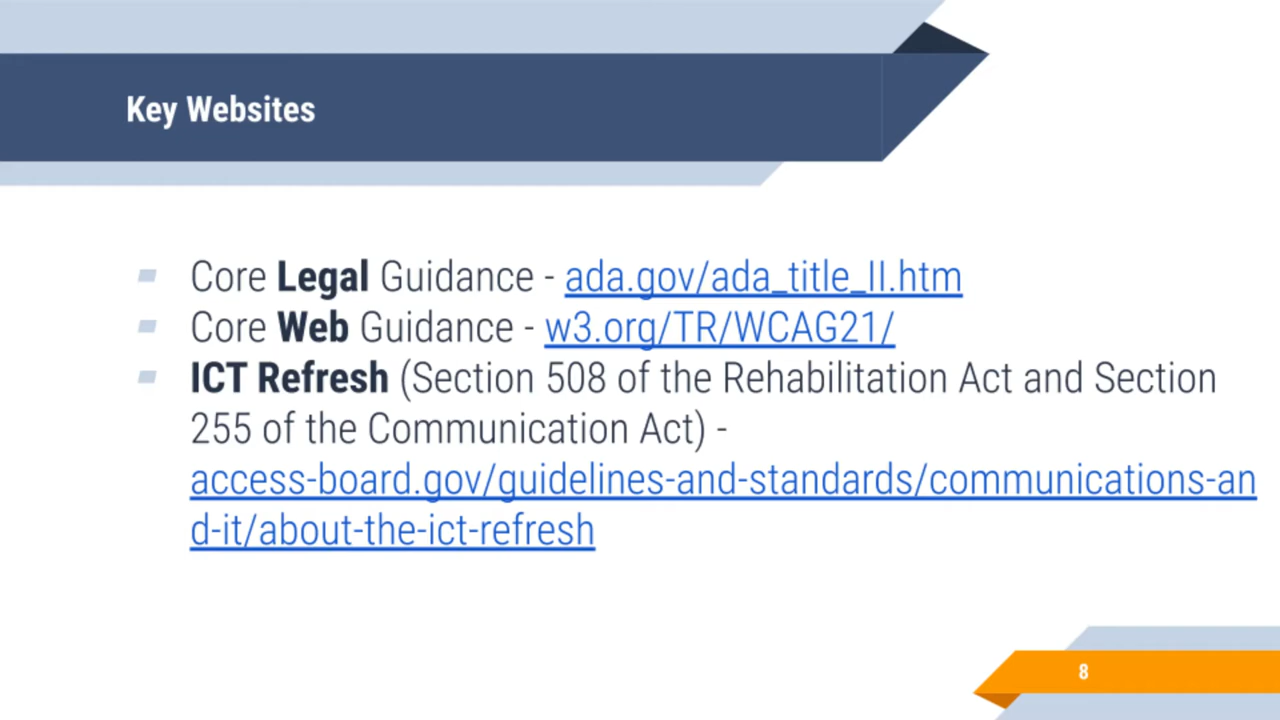 Key Websites
Core Legal Guidance - ada.gov/ada_title_II.htm
Core Web Guidance - w3.org/TR/WCAG21/
ICT Refresh (Section 508 of the Rehabilitation Act and Section
255 of the Communication Act) -
access-board.gov/guidelines-and-standards/communications-an
d-it/about-the-ict-refresh
8